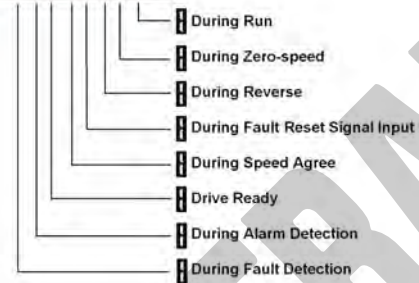 During Run
During Zero-speed
During Reverse
During Fault Reset Signal Input
During Speed Agree
Drive Ready
During Alarm Detection
During Fault Detection